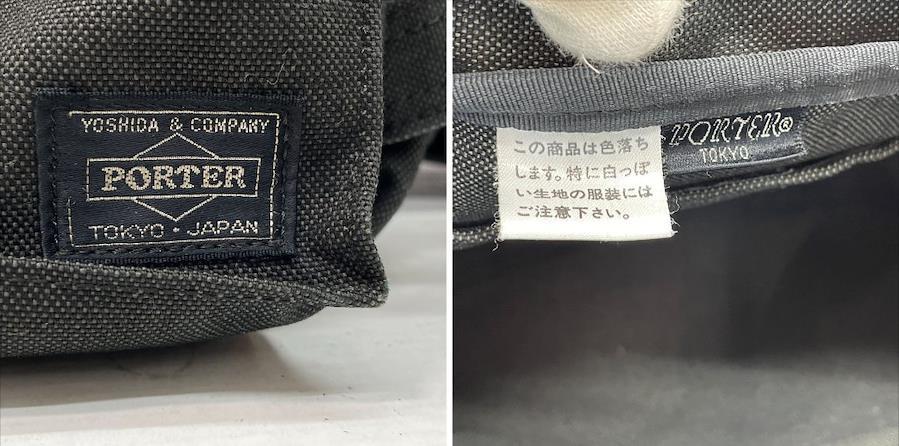 YOSHIDA & COMPANY
PORTER
TOKYO・JAPAN
PORTER®
TOKYO
この商品は色落ち
します。特に白っぽ
い生地の服装には
ご注意下さい。